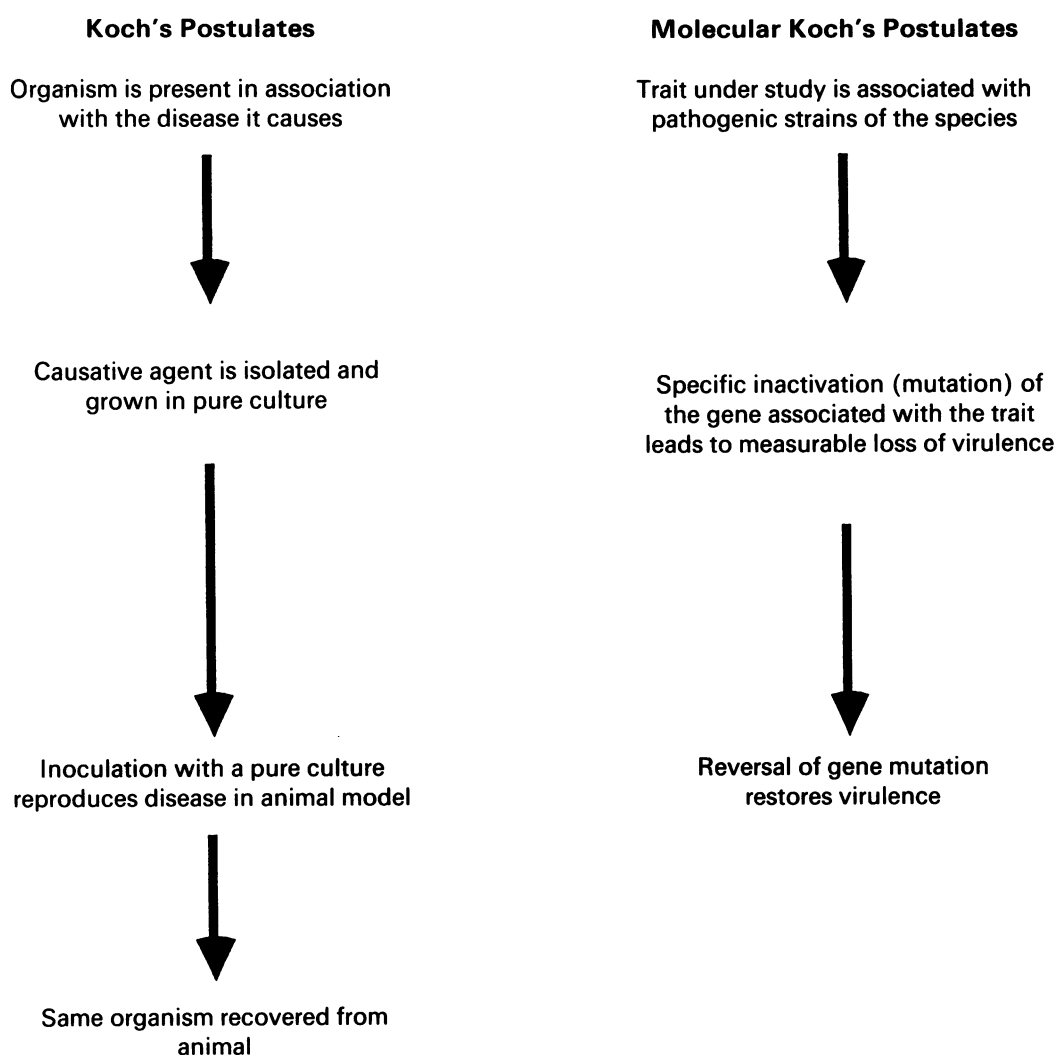 Koch's Postulates
Organism is present in association
with the disease it causes
Causative agent is isolated and
grown in pure culture
Inoculation with a pure culture
reproduces disease in animal model
Same organism recovered from
animal
Molecular Koch's Postulates
Trait under study is associated with
pathogenic strains of the species
Specific inactivation (mutation) of
the gene associated with the trait
leads to measurable loss of virulence
Reversal of gene mutation
restores virulence